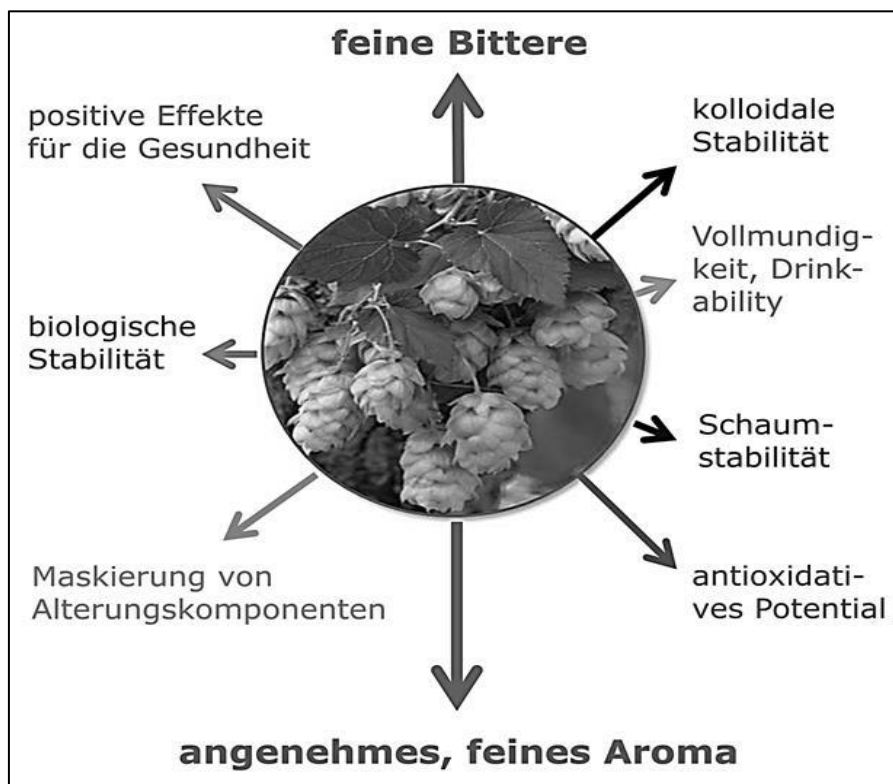 feine Bittere
positive Effekte
für die Gesundheit
kolloidale
Stabilität
Vollmundig-
keit, Drink-
ability
biologische
Stabilität
Schaum-
stabilität
Maskierung von
Alterungskomponenten
antioxidati-
ves Potential
angenehmes, feines Aroma